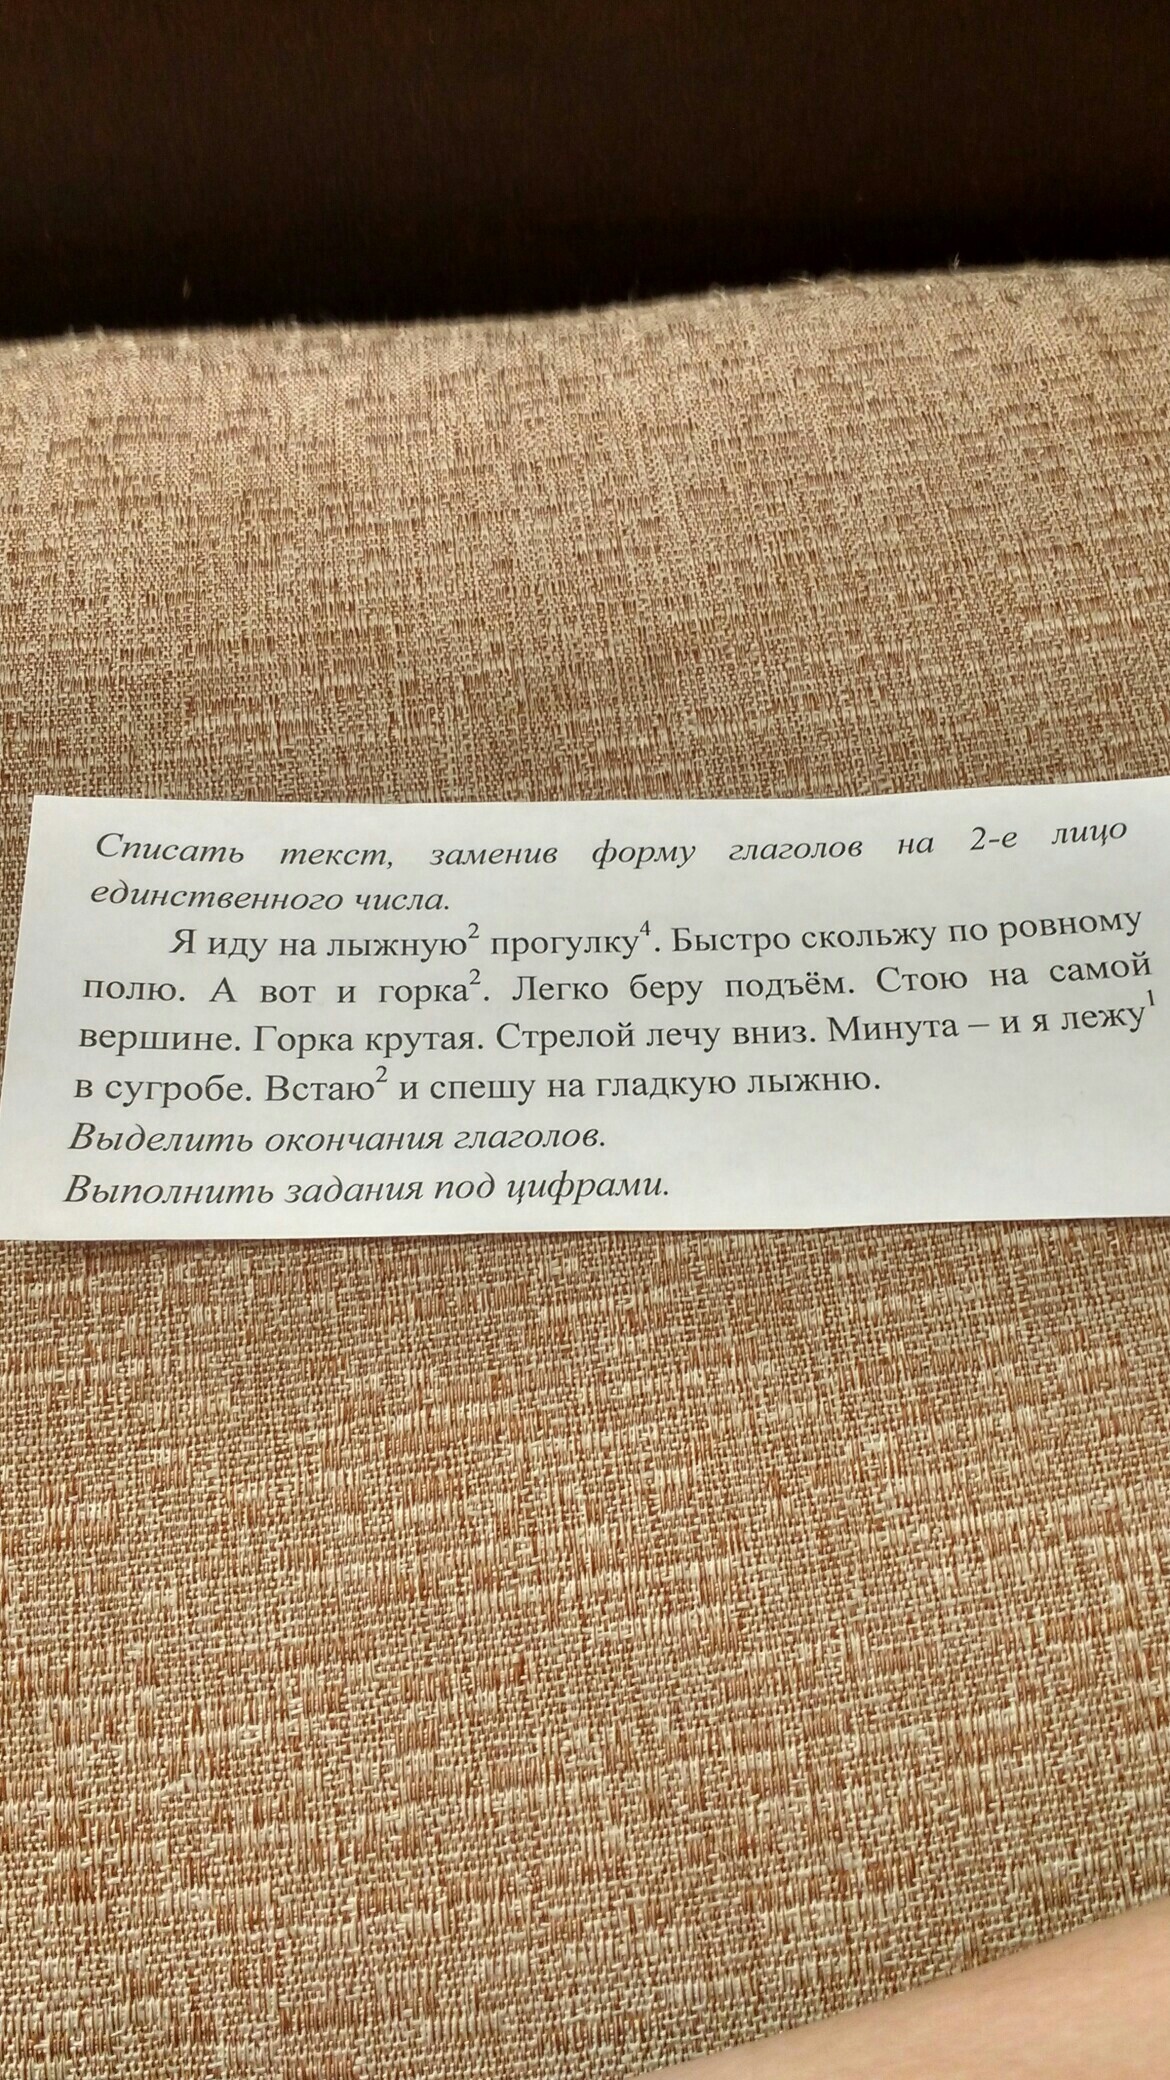 Списать текст, заменив форму глаголов на 2-е лицо
единственного числа.
Я иду на лыжную² прогулку⁴. Быстро скольжу по ровному
полю. А вот и горка². Легко беру подъём. Стою на самой
вершине. Горка крутая. Стрелой лечу вниз. Минута – и я лежу¹
в сугробе. Встаю² и спешу на гладкую лыжню.
Выделить окончания глаголов.
Выполнить задания под цифрами.